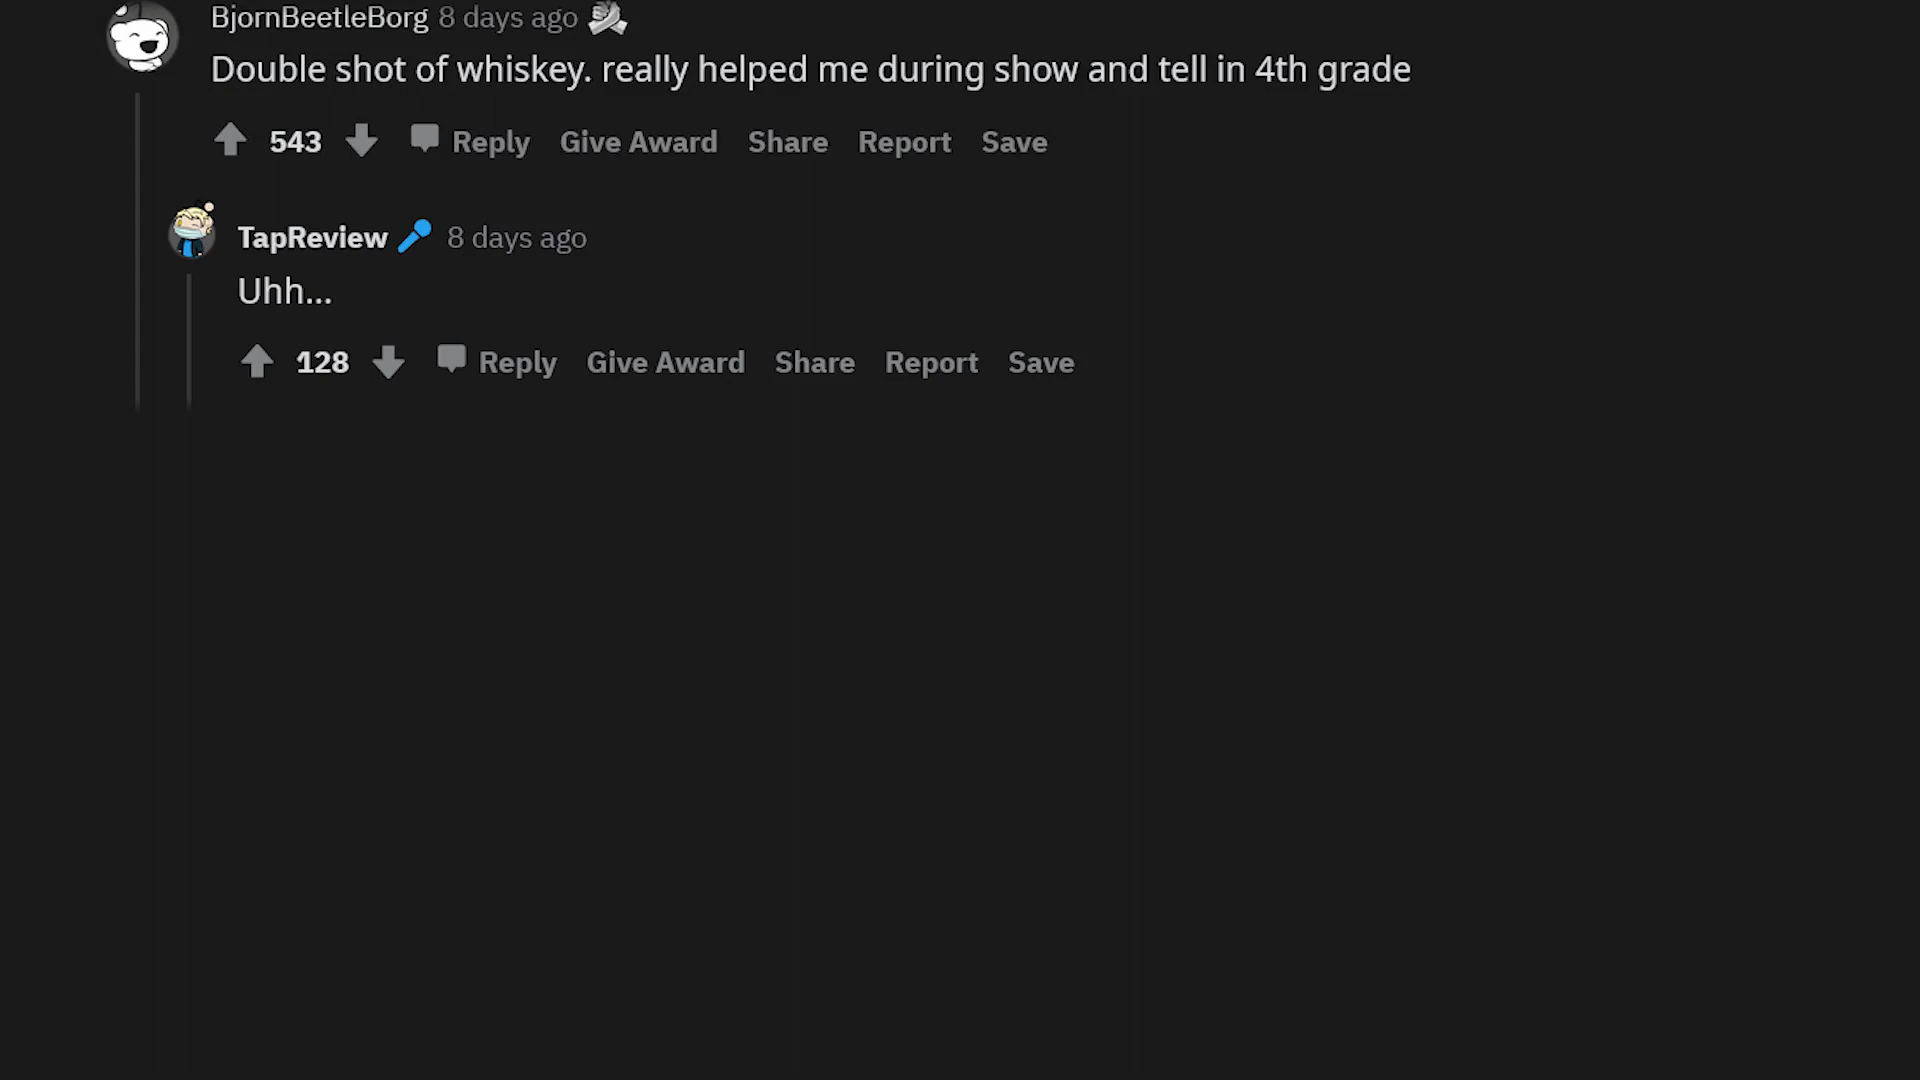 BjornBeetleBorg 8 days ago
Double shot of whiskey. really helped me during show and tell in 4th grade
543 Reply Give Award Share Report Save
TapReview 8 days ago
Uhh...
128 Reply Give Award Share Report Save